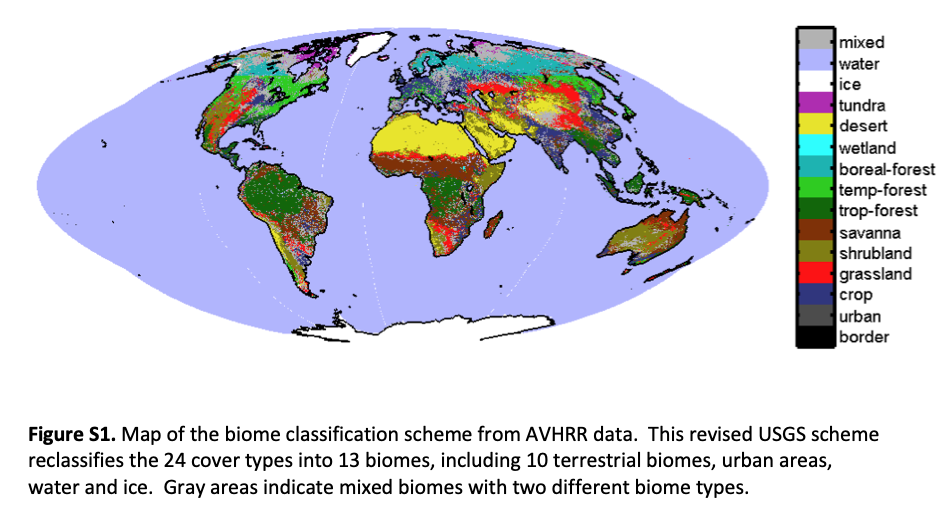 mixed
water
ice
tundra
desert
wetland
boreal-forest
temp-forest
trop-forest
savanna
shrubland
grassland
crop
urban
border
Figure S1. Map of the biome classification scheme from AVHRR data. This revised USGS scheme
reclassifies the 24 cover types into 13 biomes, including 10 terrestrial biomes, urban areas,
water and ice. Gray areas indicate mixed biomes with two different biome types.